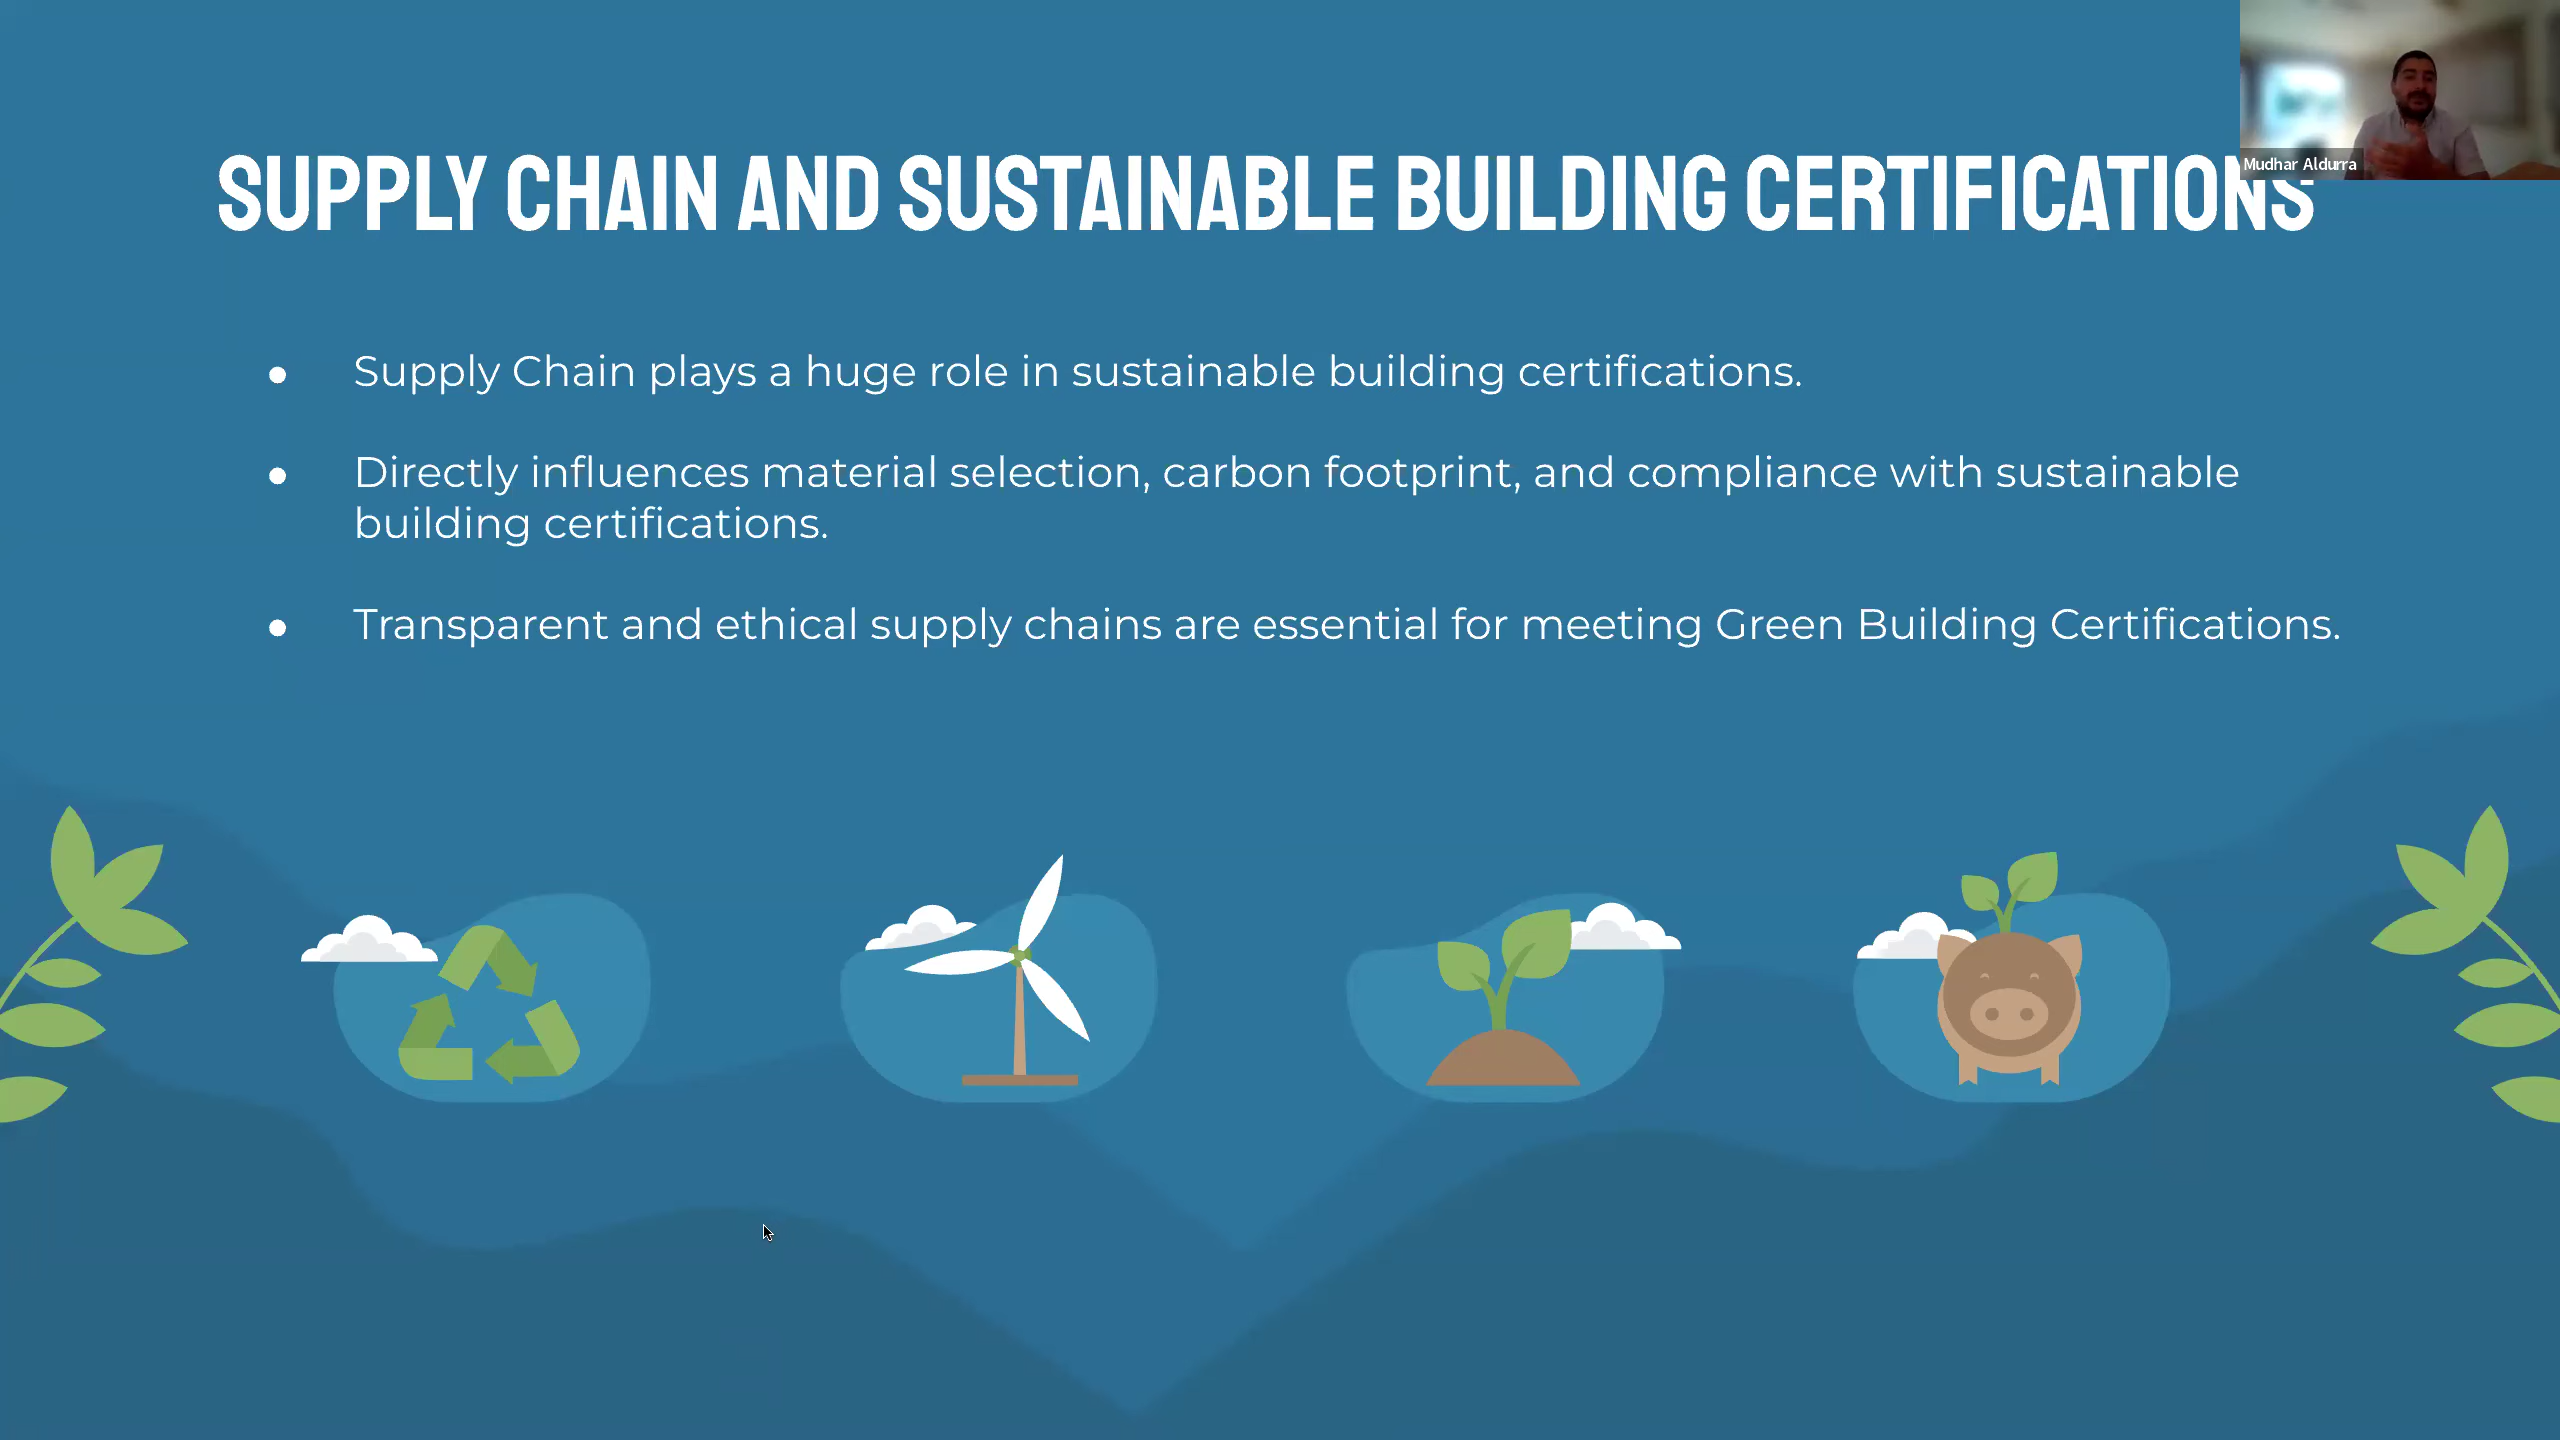 SUPPLY CHAIN AND SUSTAINABLE BUILDING CERTIFICATIONS
Mudhar Aldurra
● Supply Chain plays a huge role in sustainable building certifications.
● Directly influences material selection, carbon footprint, and compliance with sustainable
building certifications.
● Transparent and ethical supply chains are essential for meeting Green Building Certifications.